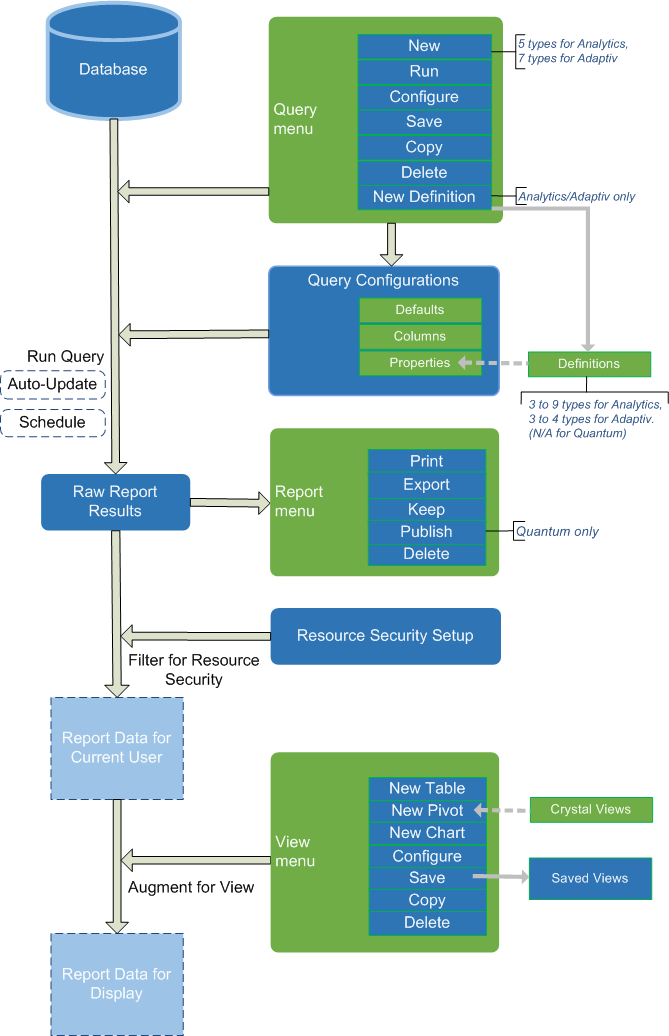 Database
Query
menu
New
Run
Configure
Save
Copy
Delete
New Definition
5 types for Analytics,
7 types for Adaptiv
Analytics/Adaptiv only
Query Configurations
Defaults
Columns
Properties
Definitions
3 to 9 types for Analytics,
3 to 4 types for Adaptiv.
(N/A for Quantum)
Run Query
Auto-Update
Schedule
Raw Report
Results
Report
menu
Print
Export
Keep
Publish
Delete
Quantum only
Resource Security Setup
Filter for Resource
Security
Report Data for
Current User
View
menu
New Table
New Pivot
New Chart
Configure
Save
Copy
Delete
Crystal Views
Saved Views
Augment for View
Report Data for
Display